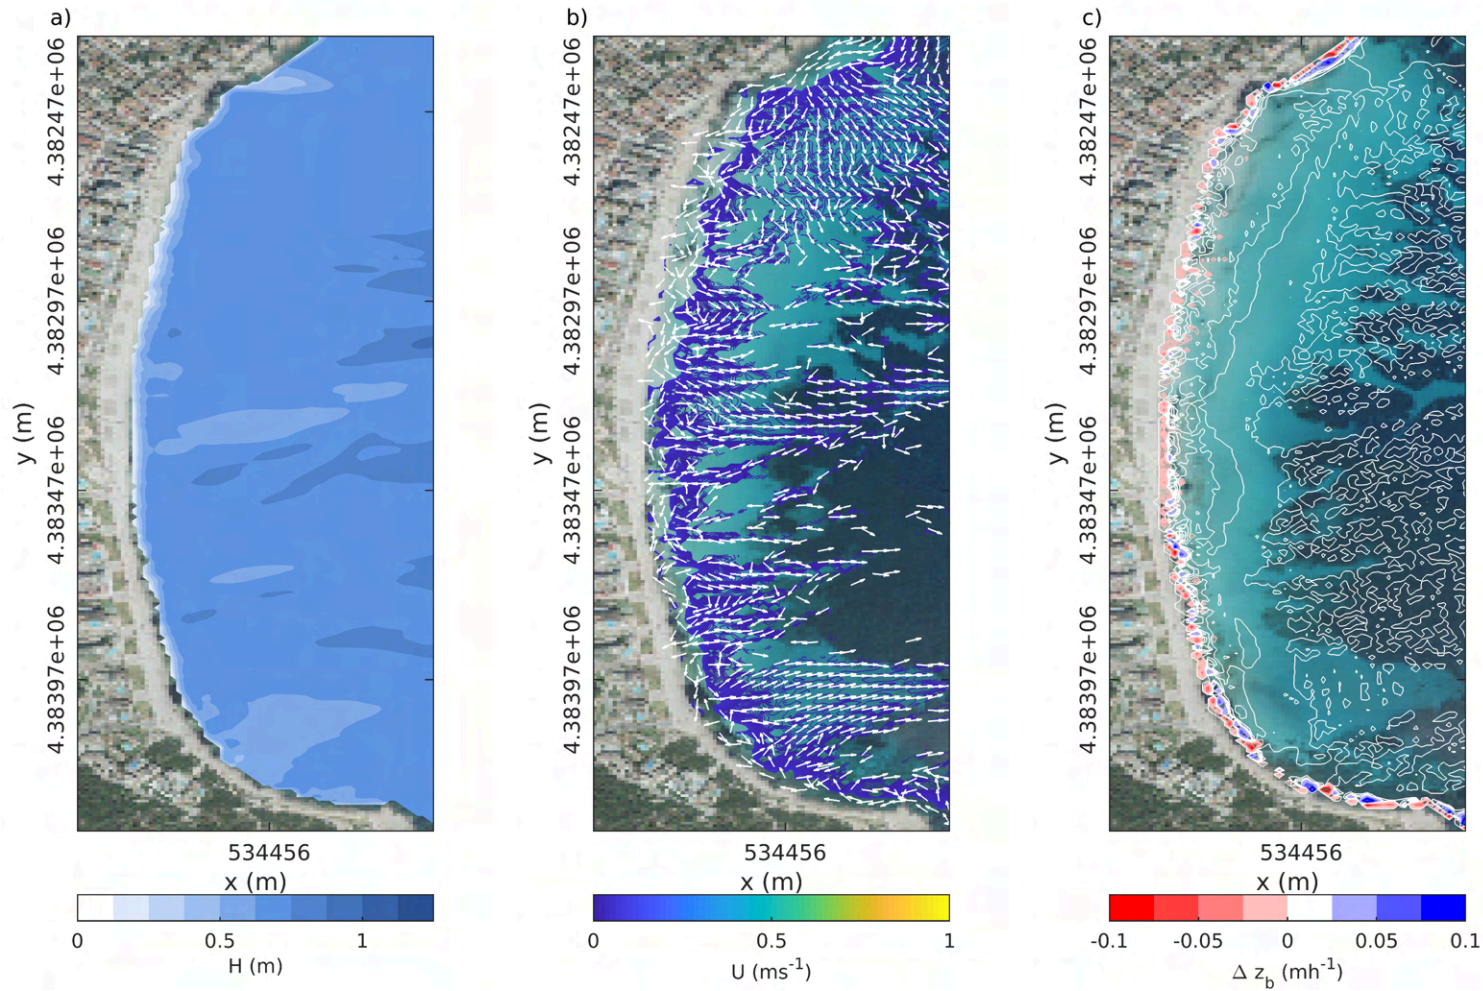 a) b) c)
4.38247e+06 4.38247e+06 4.38247e+06
4.38297e+06 4.38297e+06 4.38297e+06
y (m) y (m) y (m)
4.38347e+06 4.38347e+06 4.38347e+06
4.38397e+06 4.38397e+06 4.38397e+06
534456 534456 534456
x (m) x (m) x (m)
0 0.5 1 0 0.5 1 -0.1 -0.05 0 0.05 0.1
H (m) U (ms⁻¹) Δ z_b (mh⁻¹)